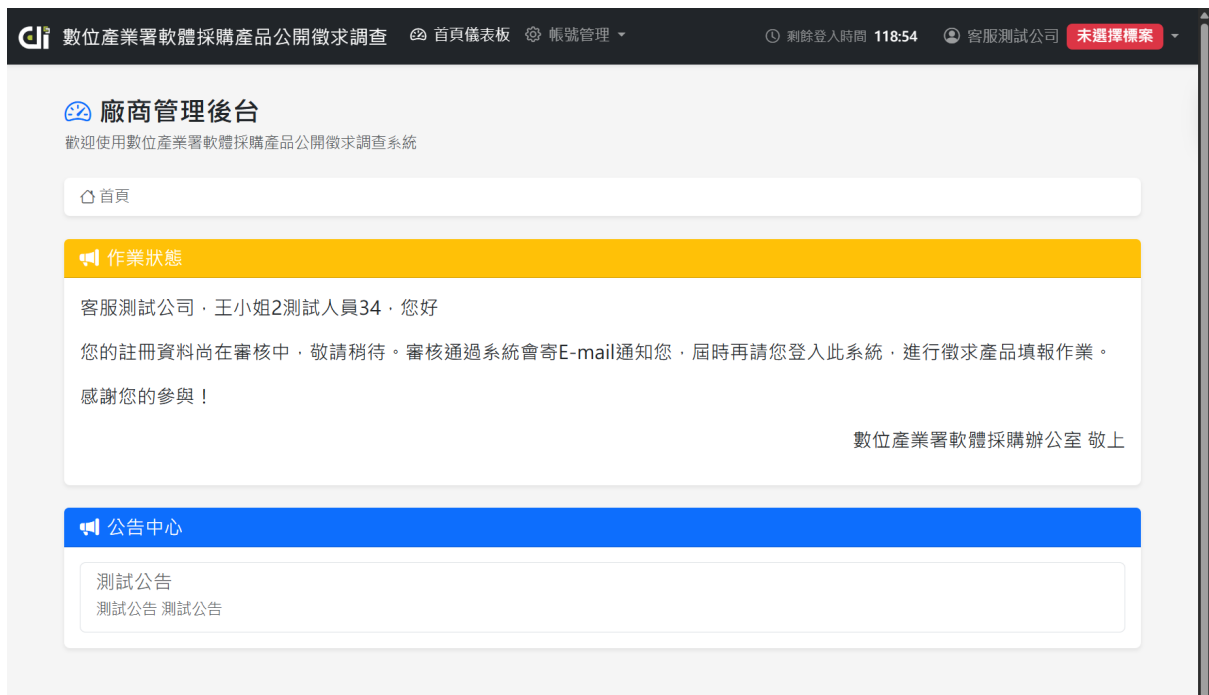 數位產業署軟體採購產品公開徵求調查 首頁儀表板 帳號管理 剩餘登入時間 118:54 客服測試公司 未選擇標案
廠商管理後台
歡迎使用數位產業署軟體採購產品公開徵求調查系統
首頁
作業狀態
客服測試公司，王小姐2測試人員34，您好
您的註冊資料尚在審核中，敬請稍待。審核通過系統會寄E-mail通知您，屆時再請您登入此系統，進行徵求產品填報作業。
感謝您的參與！
數位產業署軟體採購辦公室 敬上
公告中心
測試公告
測試公告 測試公告